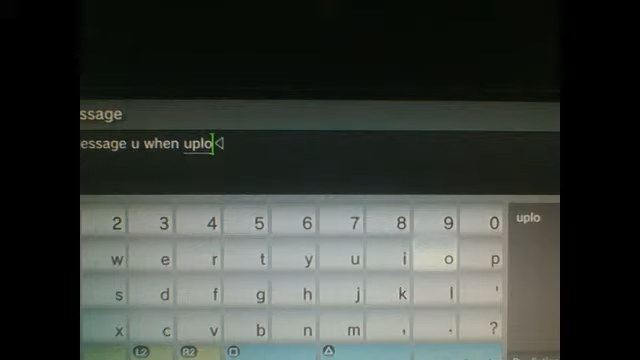 ssage
essage u when uplo
2 3 4 5 6 7 8 9 0
uplo
w e r t y u i o p
s d f g h j k l '
x c v b n m , . ?
L2 R2